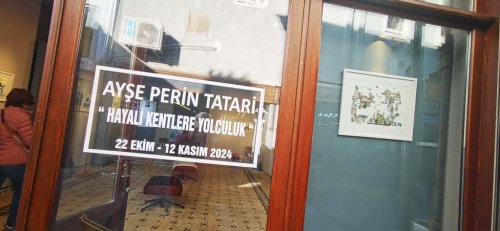 AYŞE PERİN TATARİ
" HAYALİ KENTLERE YOLCULUK "
22 EKİM - 12 KASIM 2024